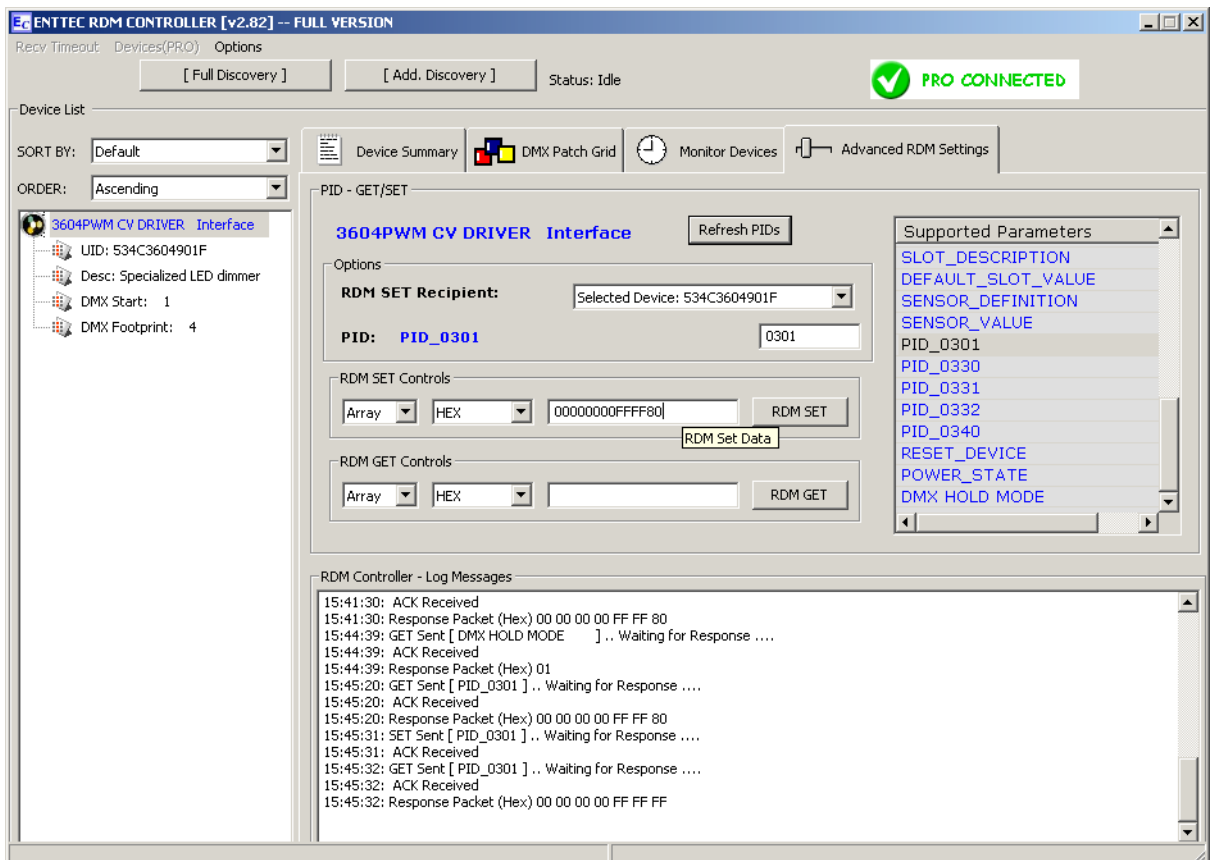 EC ENTTEC RDM CONTROLLER [v2.82] -- FULL VERSION
Recv Timeout Devices(PRO) Options
[ Full Discovery ] [ Add. Discovery ] Status: Idle PRO CONNECTED
Device List
SORT BY: Default
ORDER: Ascending
3604PWM CV DRIVER Interface
UID: 534C3604901F
Desc: Specialized LED dimmer
DMX Start: 1
DMX Footprint: 4
Device Summary DMX Patch Grid Monitor Devices Advanced RDM Settings
PID - GET/SET
3604PWM CV DRIVER Interface Refresh PIDs
Options
RDM SET Recipient: Selected Device: 534C3604901F
PID: PID_0301 0301
RDM SET Controls
Array HEX 00000000FFFF80 RDM SET
RDM Set Data
RDM GET Controls
Array HEX RDM GET
Supported Parameters
SLOT_DESCRIPTION
DEFAULT_SLOT_VALUE
SENSOR_DEFINITION
SENSOR_VALUE
PID_0301
PID_0330
PID_0331
PID_0332
PID_0340
RESET_DEVICE
POWER_STATE
DMX HOLD MODE
RDM Controller - Log Messages
15:41:30: ACK Received
15:41:30: Response Packet (Hex) 00 00 00 00 FF FF 80
15:44:39: GET Sent [ DMX HOLD MODE ] .. Waiting for Response ....
15:44:39: ACK Received
15:44:39: Response Packet (Hex) 01
15:45:20: GET Sent [ PID_0301 ] .. Waiting for Response ....
15:45:20: ACK Received
15:45:20: Response Packet (Hex) 00 00 00 00 FF FF 80
15:45:31: SET Sent [ PID_0301 ] .. Waiting for Response ....
15:45:31: ACK Received
15:45:32: GET Sent [ PID_0301 ] .. Waiting for Response ....
15:45:32: ACK Received
15:45:32: Response Packet (Hex) 00 00 00 00 FF FF FF